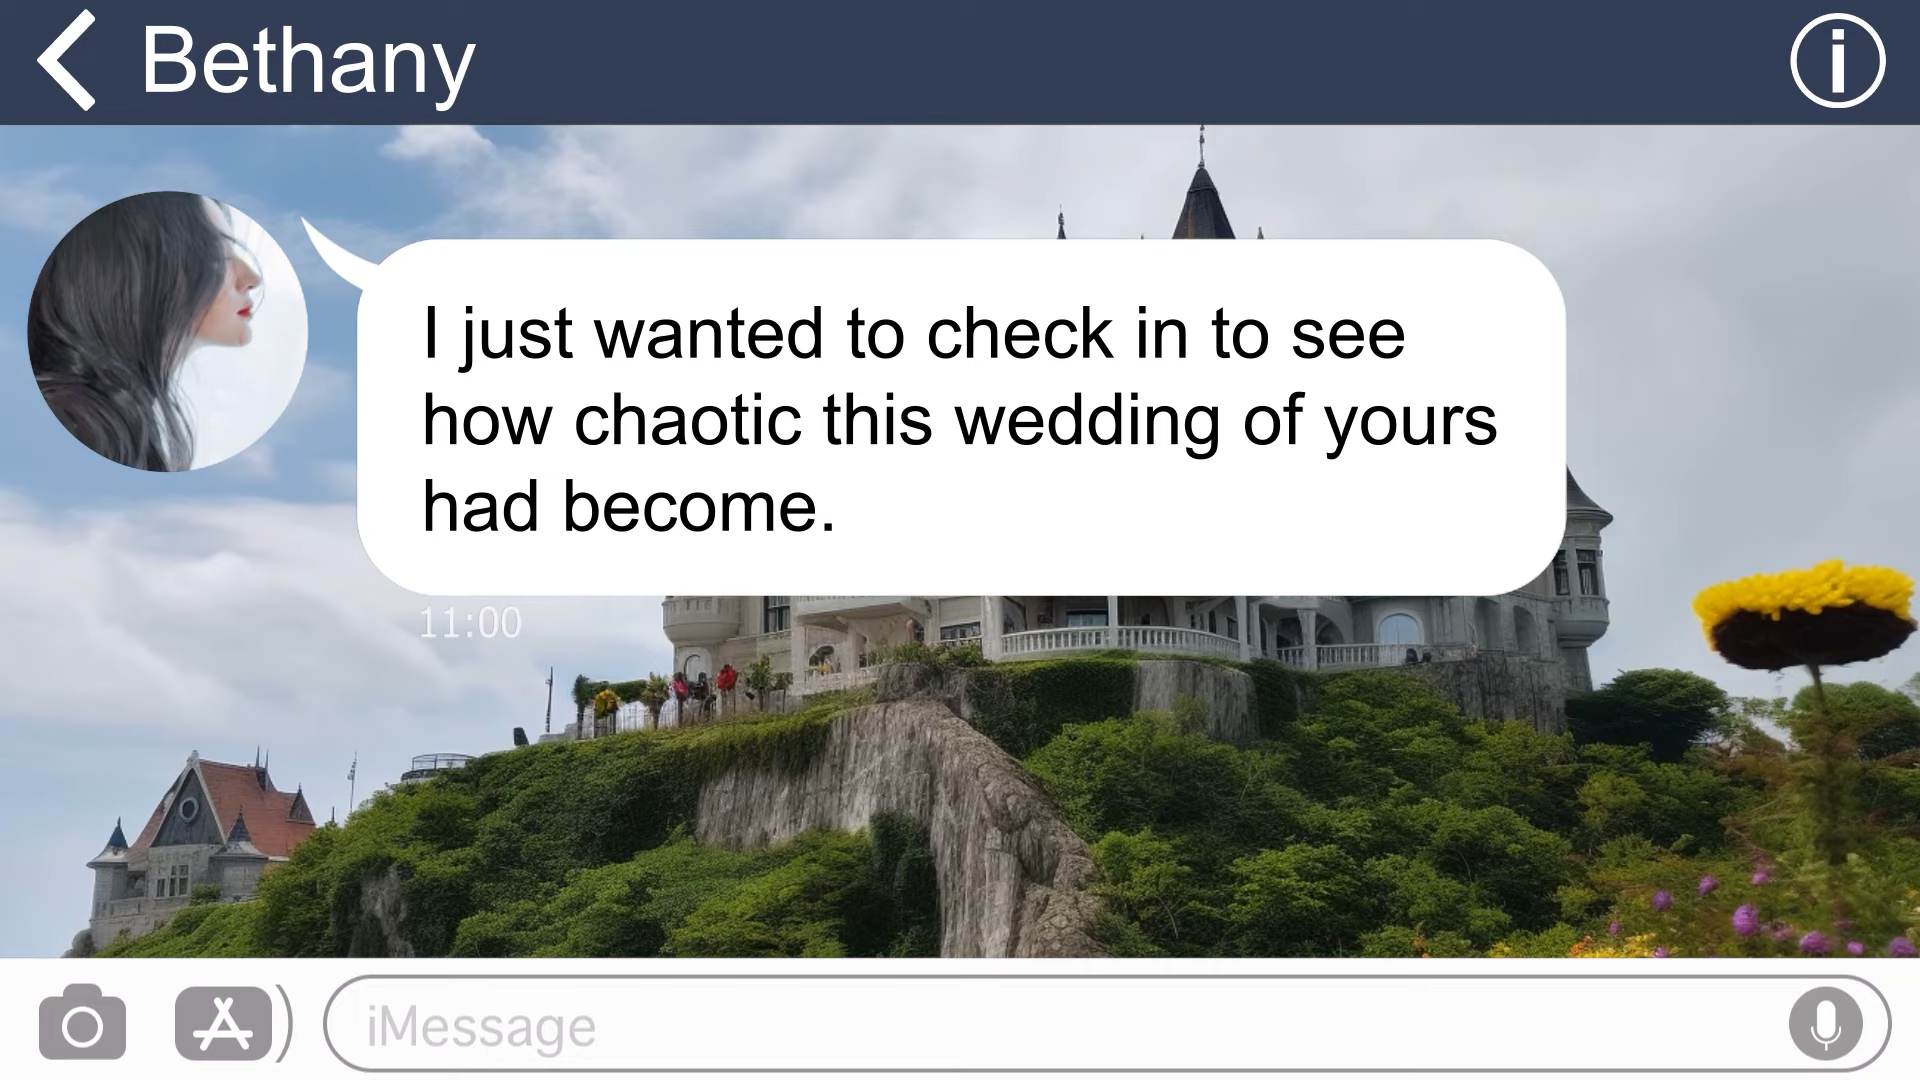 Bethany
I just wanted to check in to see
how chaotic this wedding of yours
had become.
11:00
iMessage